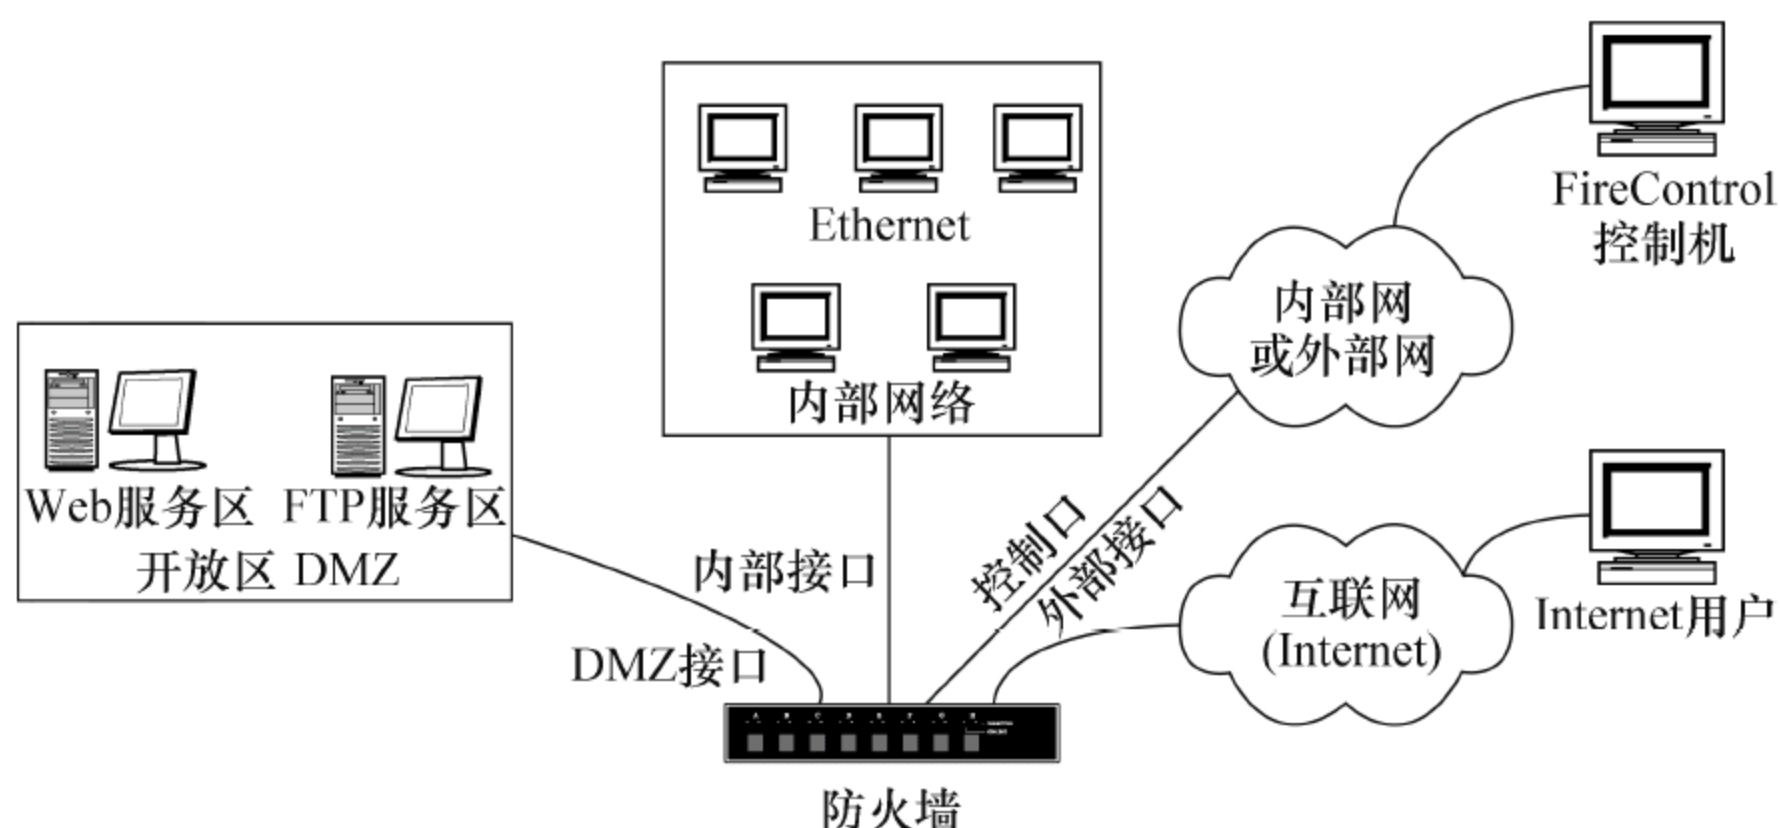 Ethernet
内部网络
FireControl
控制机
内部网
或外部网
Web服务区 FTP服务区
开放区 DMZ
内部接口
控制口
外部接口
DMZ接口
互联网
(Internet)
Internet用户
A B C D E F G H
防火墙